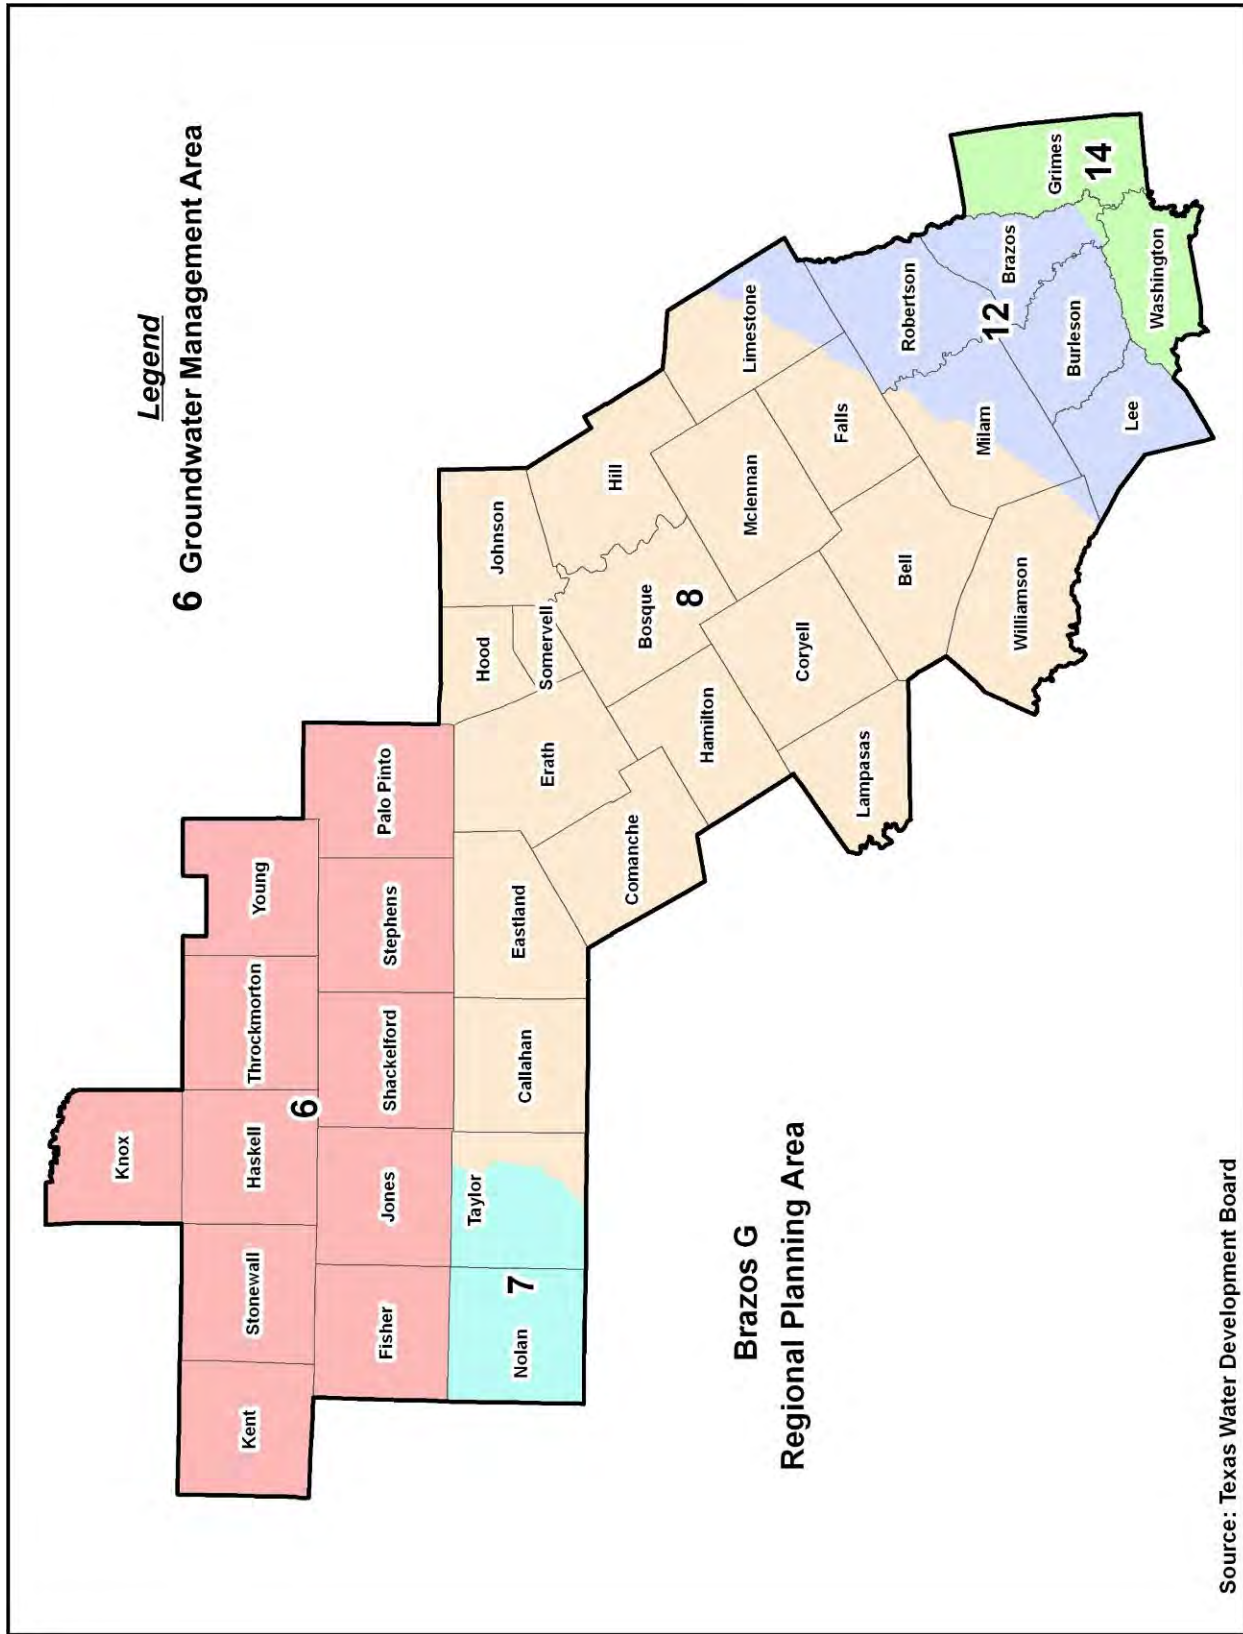 Legend
6 Groundwater Management Area
Knox
Kent
Stonewall
Haskell
Throckmorton
Young
6
Fisher
Jones
Shackelford
Stephens
Palo Pinto
Nolan
7
Taylor
Callahan
Eastland
Erath
Hood
Johnson
Somervell
Comanche
Hamilton
Bosque
Hill
8
Lampasas
Coryell
Mclennan
Limestone
Bell
Falls
Williamson
Milam
Robertson
12
Brazos
Grimes
14
Burleson
Lee
Washington
Brazos G
Regional Planning Area
Source: Texas Water Development Board